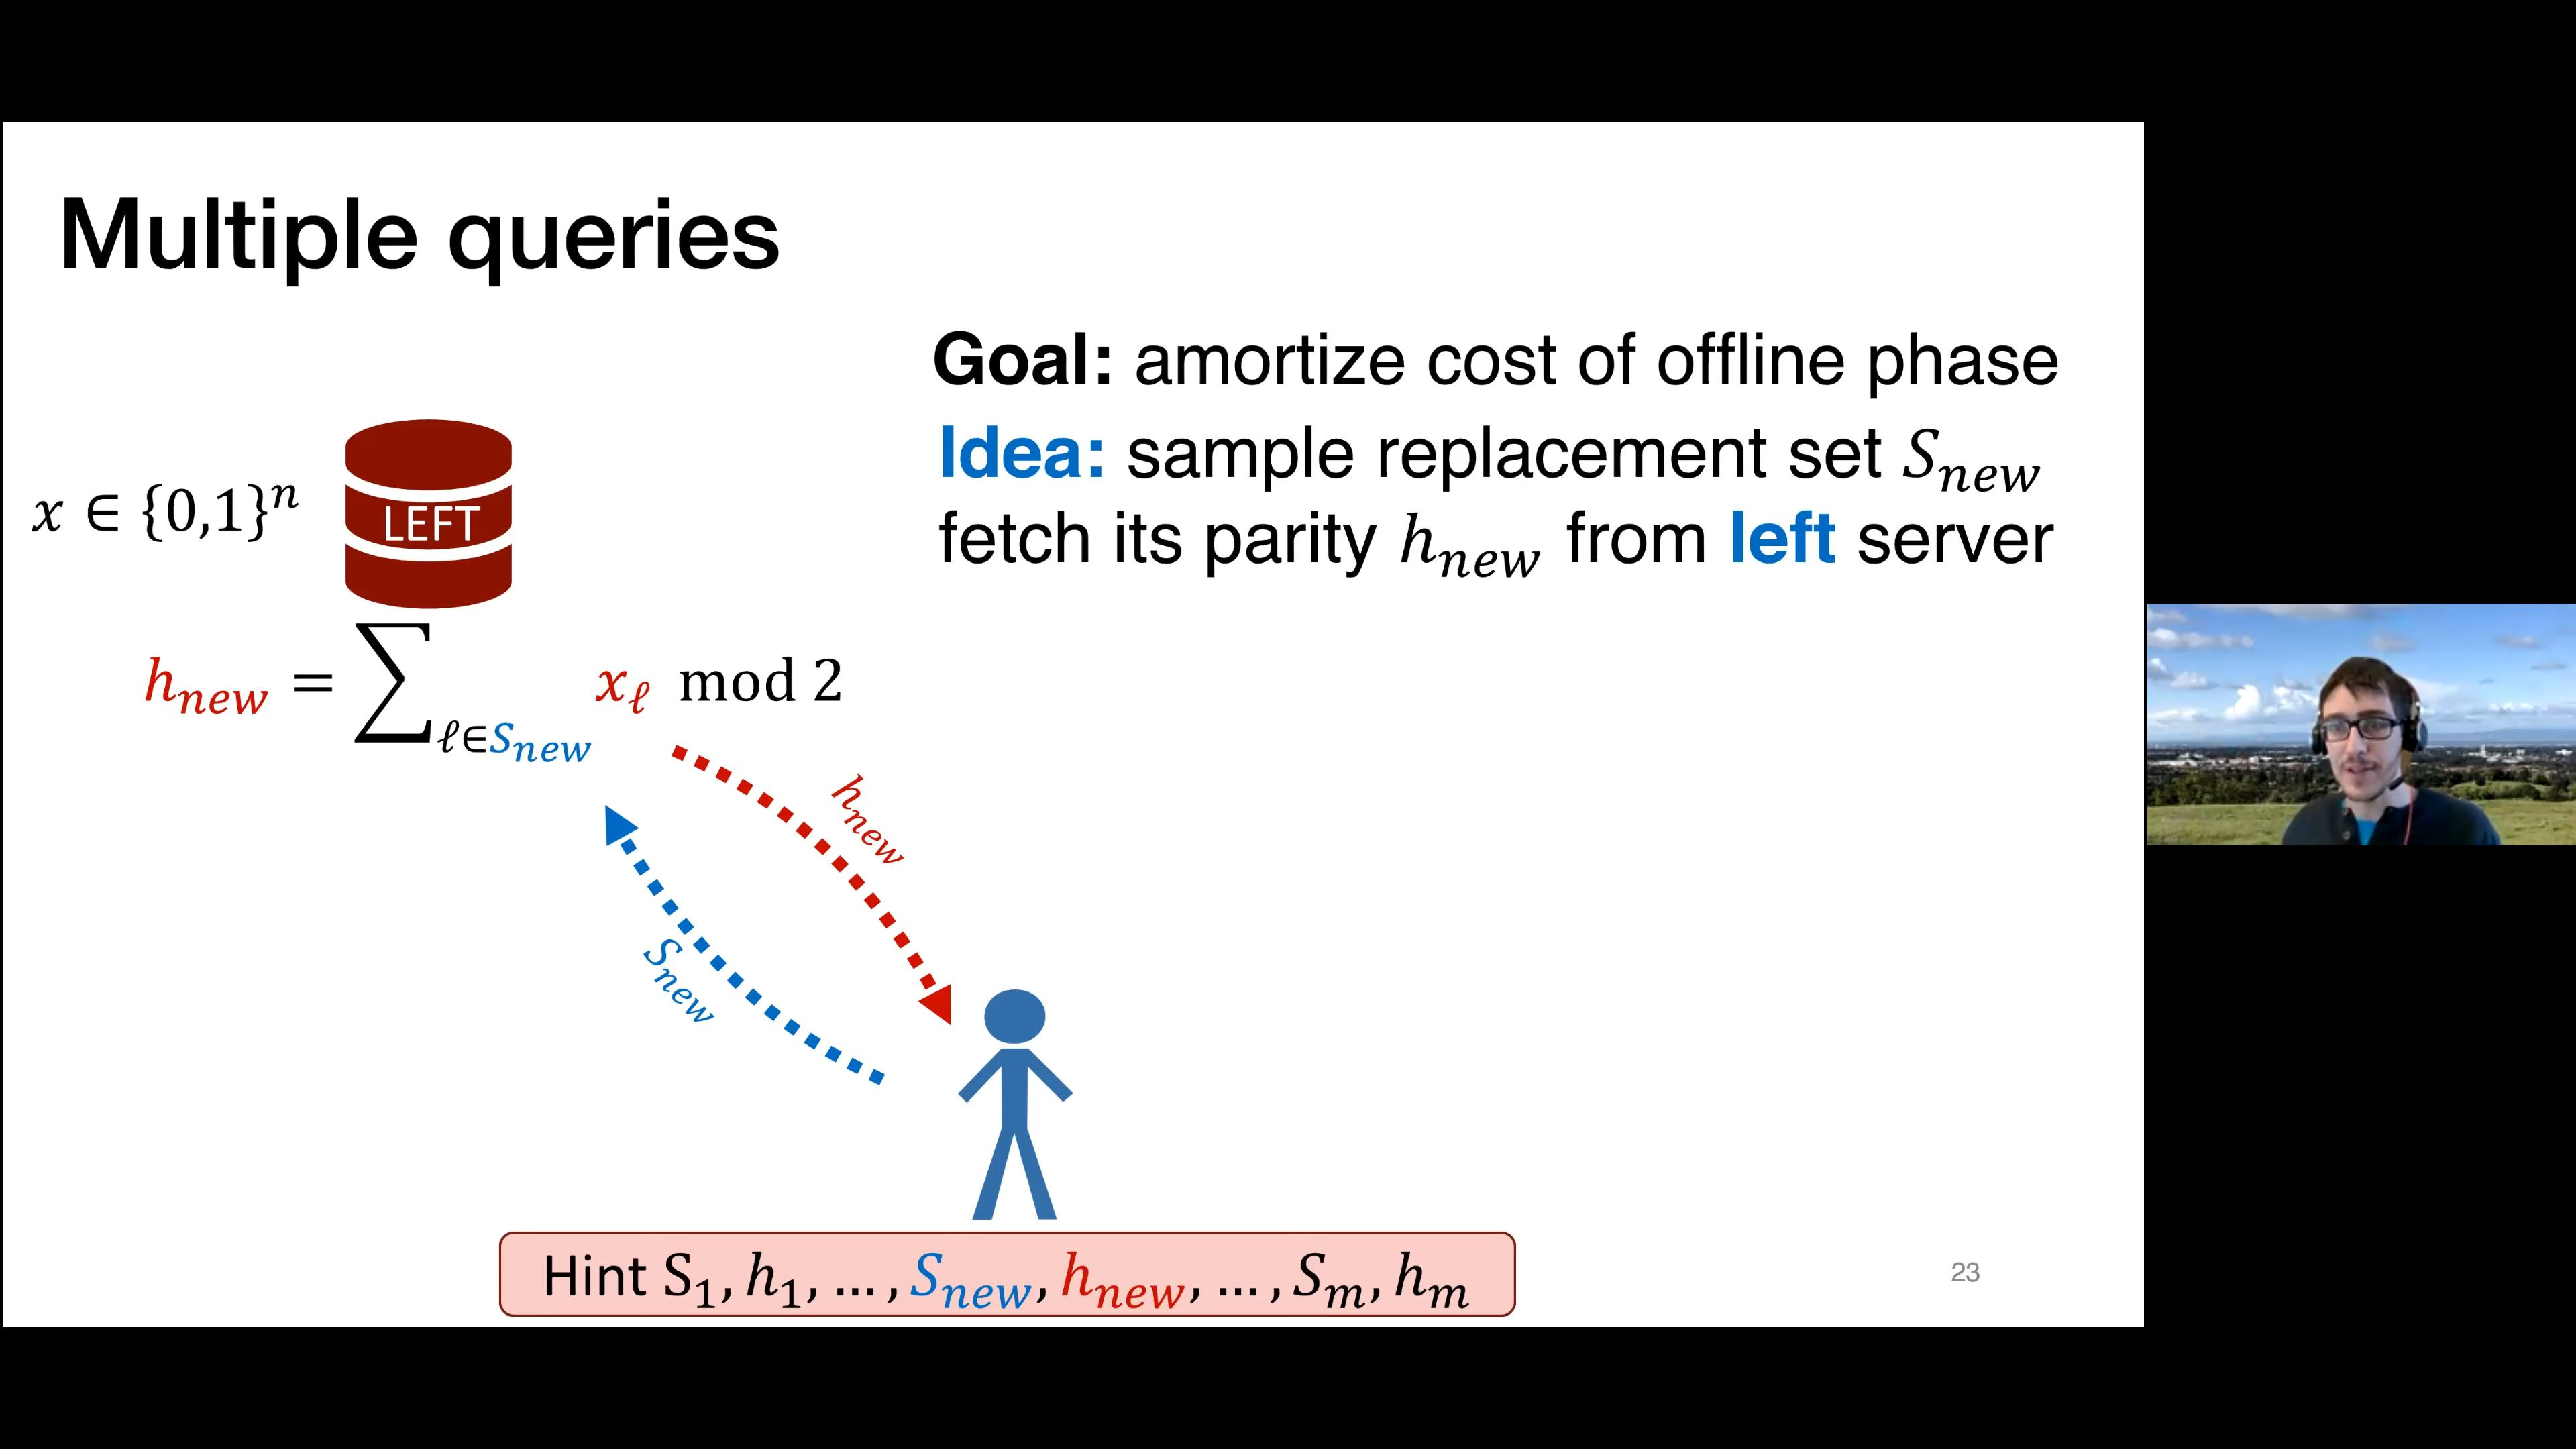 Multiple queries
Goal: amortize cost of offline phase
Idea: sample replacement set S_new
fetch its parity h_new from left server
x ∈ {0,1}^n
LEFT
h_new = ∑_{ℓ∈S_new} x_ℓ mod 2
h_new
S_new
Hint S_1, h_1, ..., S_new, h_new, ..., S_m, h_m
23